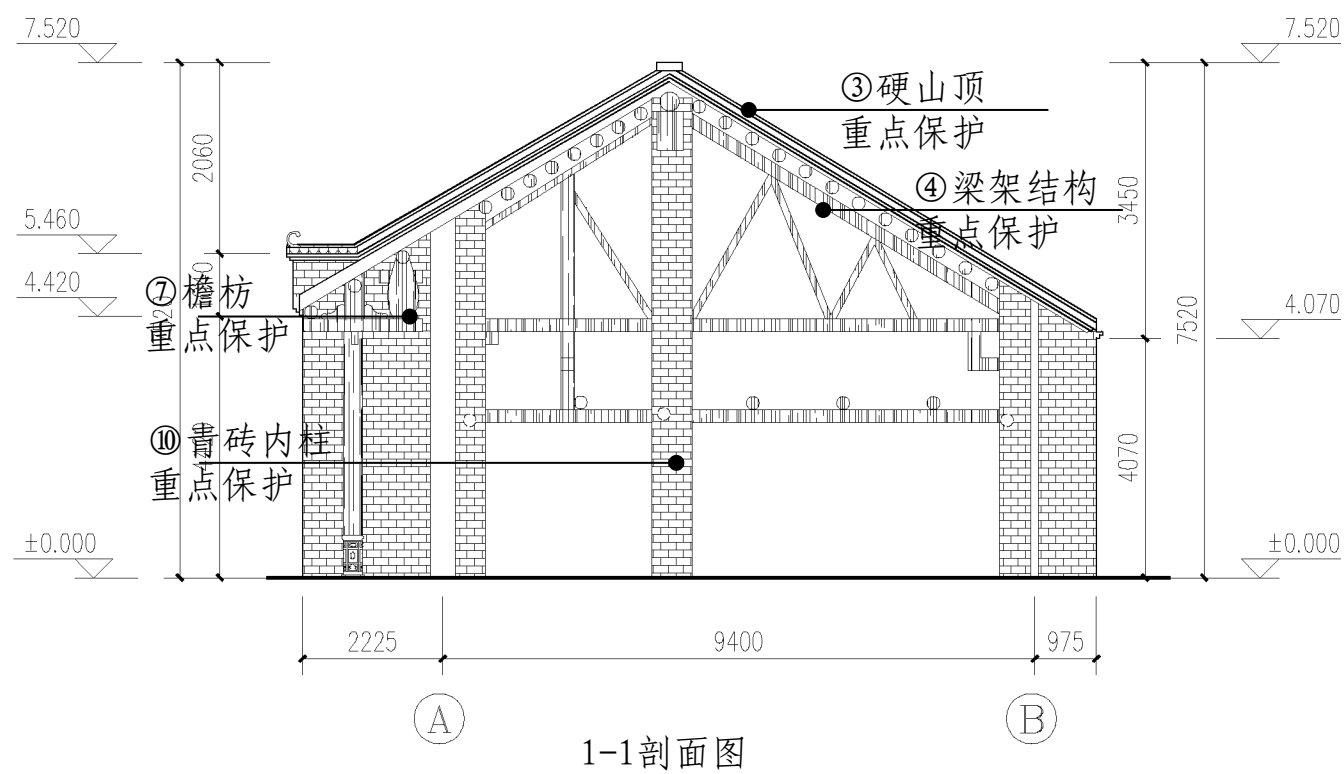 7.520
7.520
③硬山顶
重点保护
2060
④梁架结构
重点保护
3450
5.460
4.420
⑦檐枋
重点保护
4.070
7520
⑩青砖内柱
重点保护
4070
±0.000
±0.000
2225
9400
975
A
B
1-1剖面图